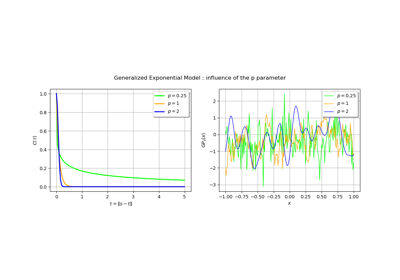 Generalized Exponential Model : influence of the p parameter
C(τ)
1.0
0.8
0.6
0.4
0.2
0.0
0 1 2 3 4 5
τ = ||s − t||
p = 0.25
p = 1
p = 2
GP(x)
2
1
0
−1
−2
−3
−1.00 −0.75 −0.50 −0.25 0.00 0.25 0.50 0.75 1.00
x
p = 0.25
p = 1
p = 2